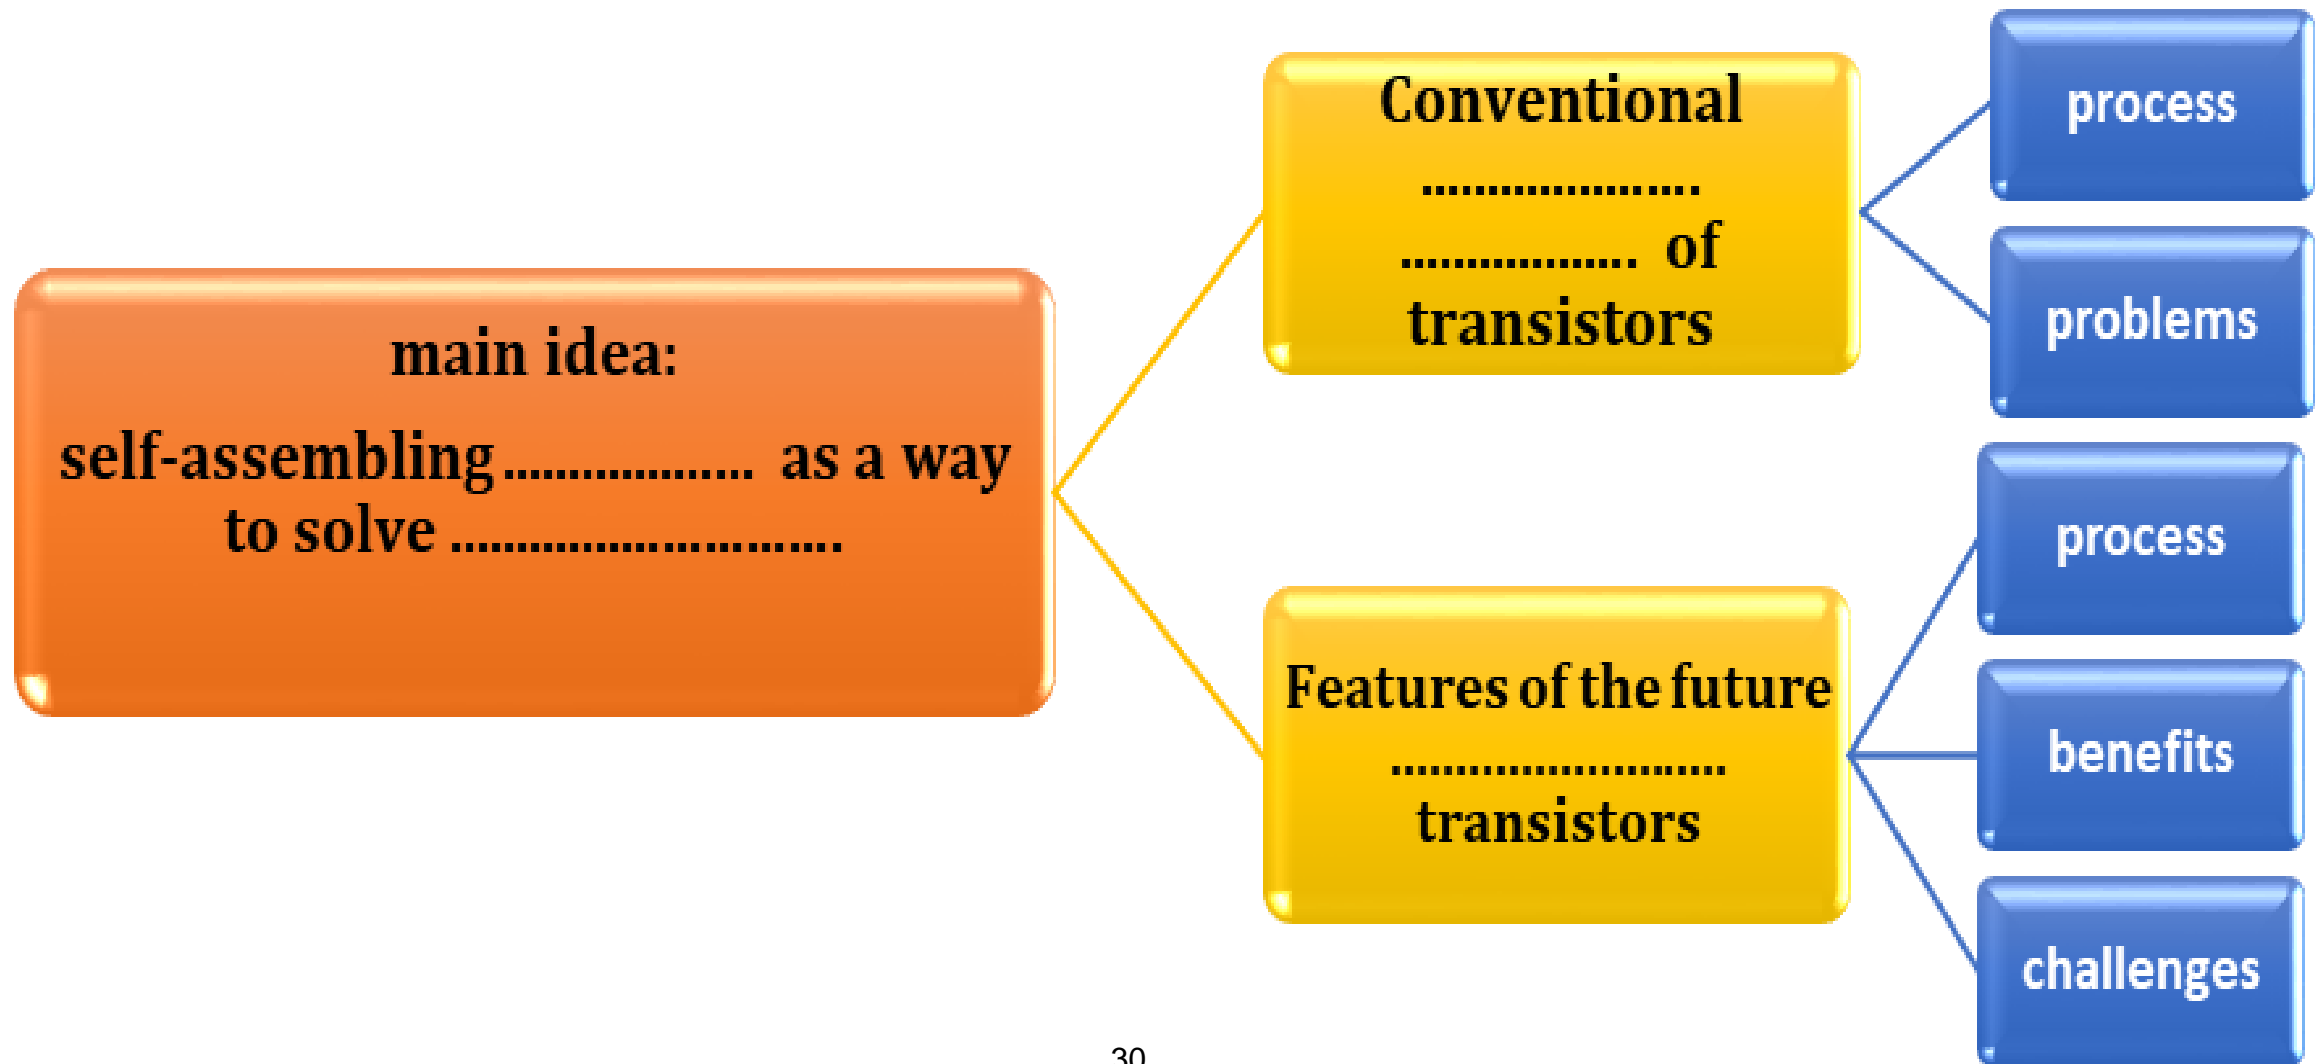 main idea:
self-assembling .................. as a way
to solve ..............................
Conventional
.....................
.................. of
transistors
process
problems
Features of the future
..........................
transistors
process
benefits
challenges
30